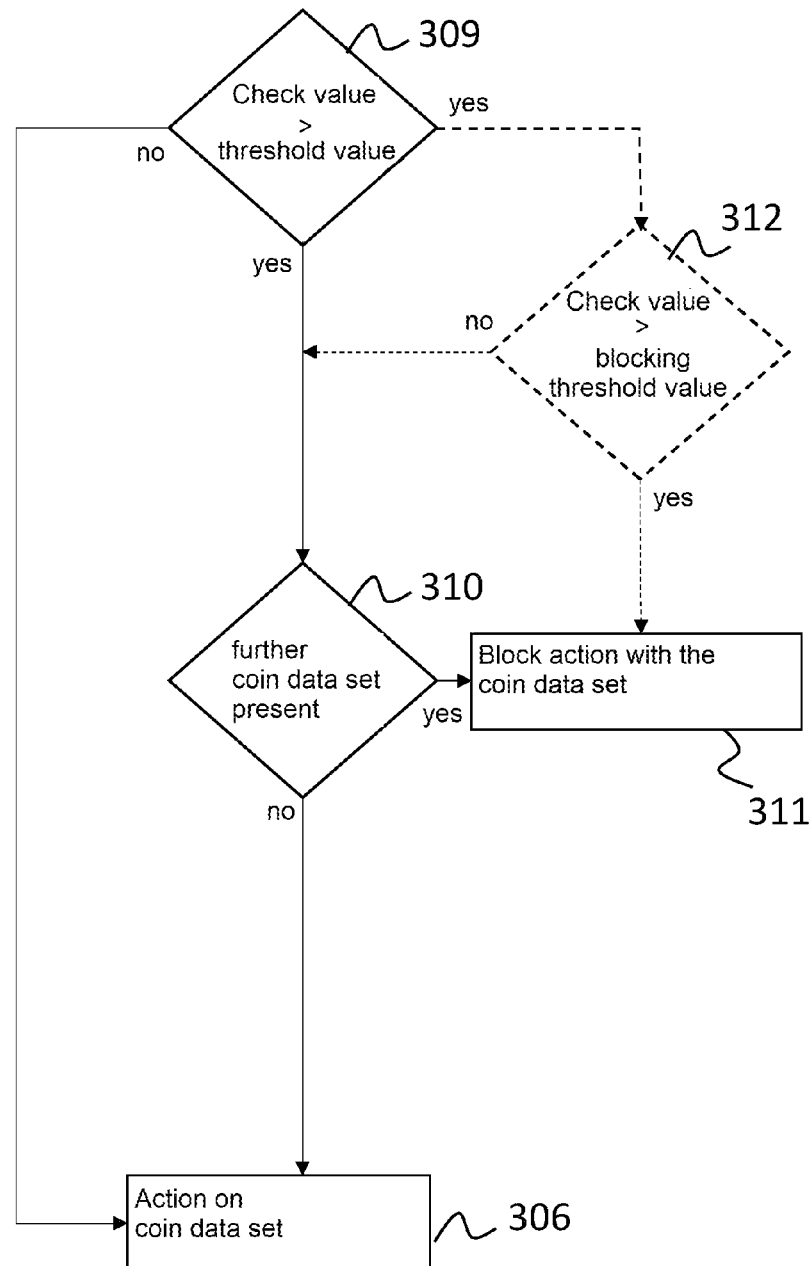 309
Check value
>
threshold value
yes
no
yes
312
Check value
>
blocking
threshold value
no
yes
310
further
coin data set
present
yes
no
Block action with the
coin data set
311
Action on
coin data set
306